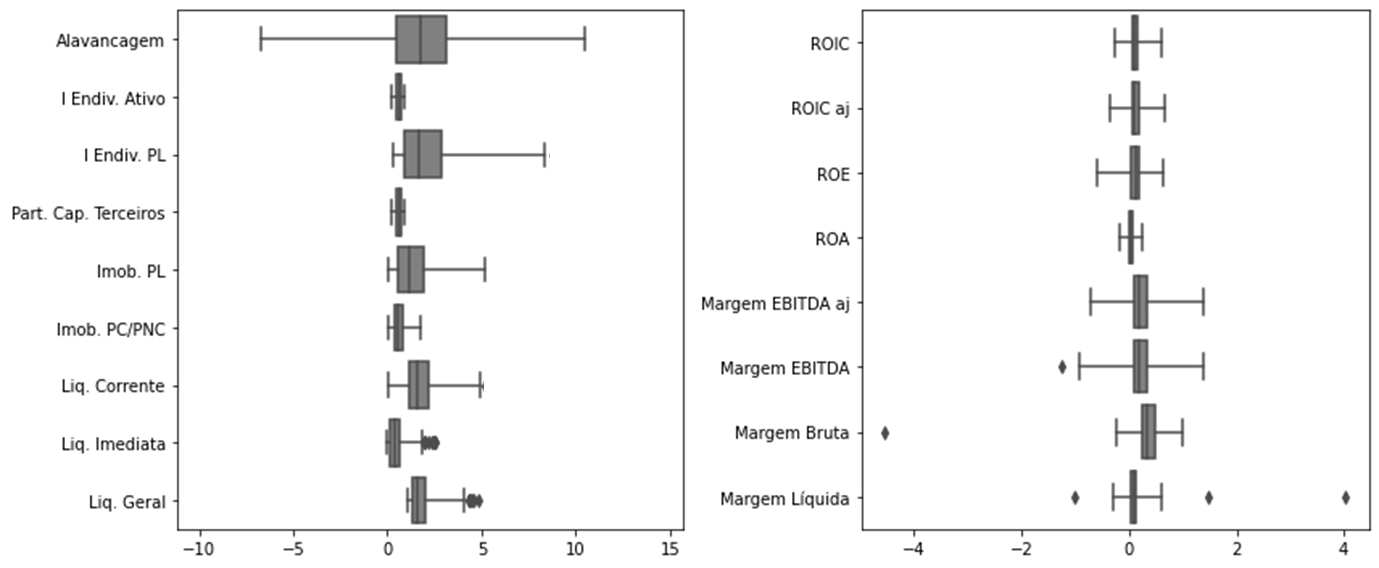 Alavancagem
I Endiv. Ativo
I Endiv. PL
Part. Cap. Terceiros
Imob. PL
Imob. PC/PNC
Liq. Corrente
Liq. Imediata
Liq. Geral
−10 −5 0 5 10 15
ROIC
ROIC aj
ROE
ROA
Margem EBITDA aj
Margem EBITDA
Margem Bruta
Margem Líquida
−4 −2 0 2 4